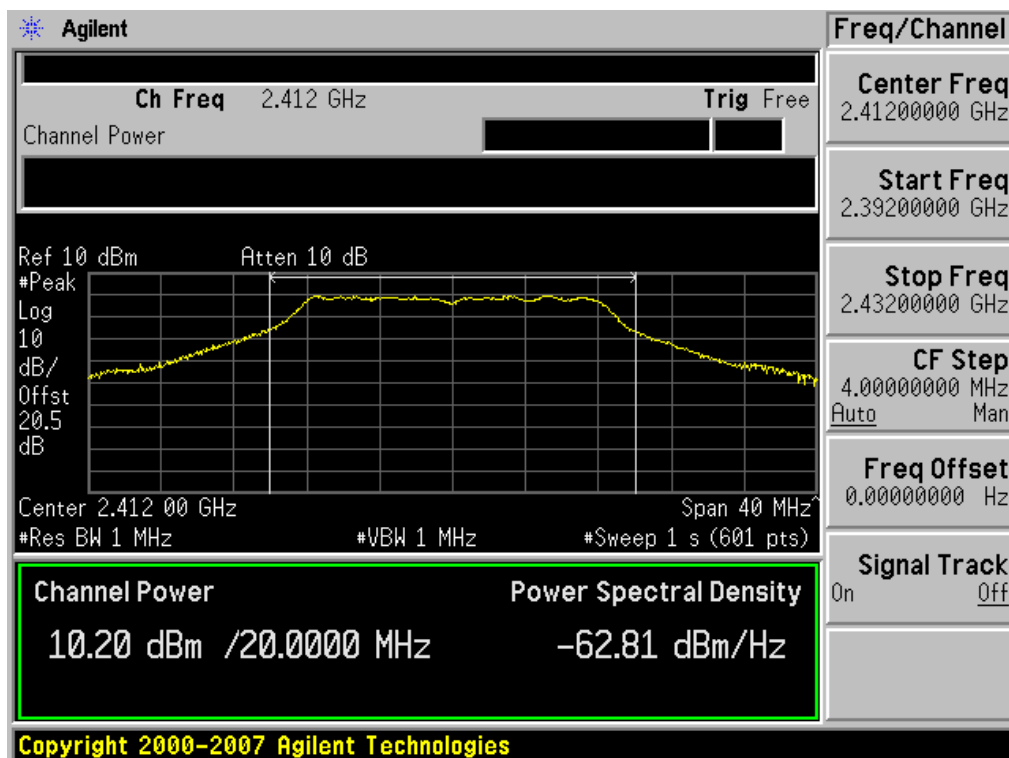 Agilent
Ch Freq 2.412 GHz Trig Free
Channel Power
Ref 10 dBm Atten 10 dB
#Peak
Log
10
dB/
Offst
20.5
dB
Center 2.412 00 GHz Span 40 MHz^
#Res BW 1 MHz #VBW 1 MHz #Sweep 1 s (601 pts)
Channel Power Power Spectral Density
10.20 dBm /20.0000 MHz -62.81 dBm/Hz
Copyright 2000-2007 Agilent Technologies
Freq/Channel
Center Freq
2.41200000 GHz
Start Freq
2.39200000 GHz
Stop Freq
2.43200000 GHz
CF Step
4.00000000 MHz
Auto Man
Freq Offset
0.00000000 Hz
Signal Track
On Off